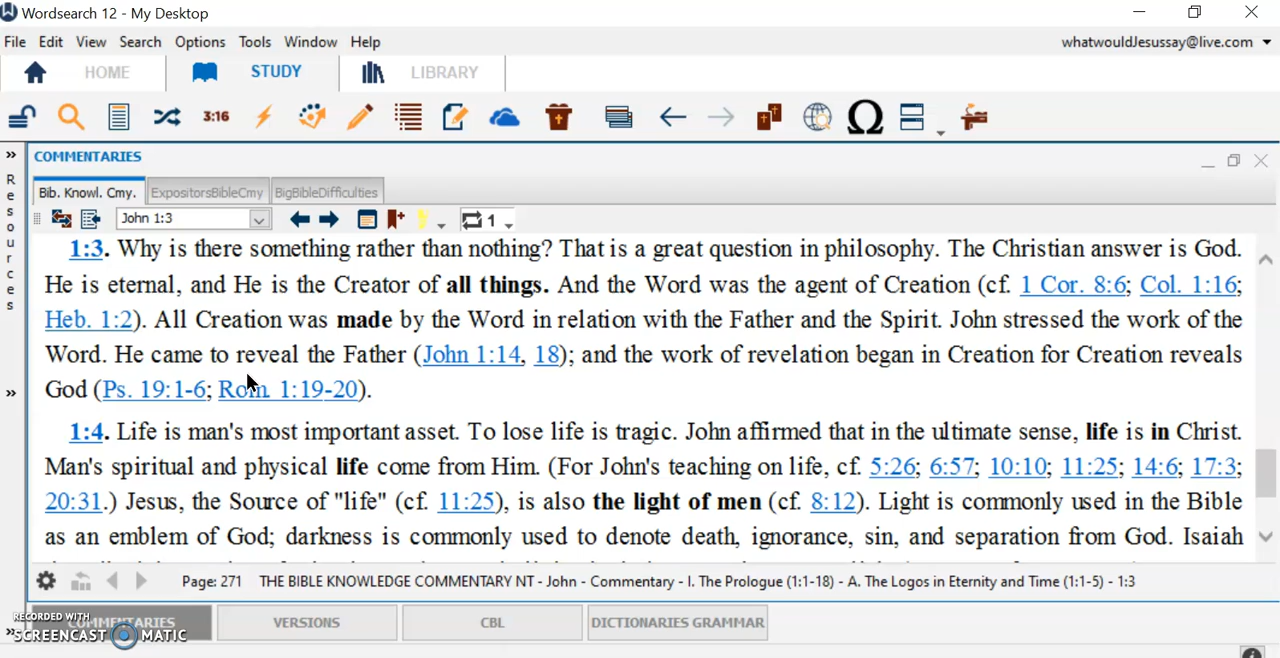 Wordsearch 12 - My Desktop
File Edit View Search Options Tools Window Help whatwouldJesussay@live.com
HOME STUDY LIBRARY
3:16 Ω
» COMMENTARIES
Resources
Bib. Knowl. Cmy. ExpositorsBibleCmy BigBibleDifficulties
John 1:3 1
1:3. Why is there something rather than nothing? That is a great question in philosophy. The Christian answer is God.
He is eternal, and He is the Creator of all things. And the Word was the agent of Creation (cf. 1 Cor. 8:6; Col. 1:16;
Heb. 1:2). All Creation was made by the Word in relation with the Father and the Spirit. John stressed the work of the
Word. He came to reveal the Father (John 1:14, 18); and the work of revelation began in Creation for Creation reveals
» God (Ps. 19:1-6; Rom. 1:19-20).
1:4. Life is man's most important asset. To lose life is tragic. John affirmed that in the ultimate sense, life is in Christ.
Man's spiritual and physical life come from Him. (For John's teaching on life, cf. 5:26; 6:57; 10:10; 11:25; 14:6; 17:3;
20:31.) Jesus, the Source of "life" (cf. 11:25), is also the light of men (cf. 8:12). Light is commonly used in the Bible
as an emblem of God; darkness is commonly used to denote death, ignorance, sin, and separation from God. Isaiah
Page: 271 THE BIBLE KNOWLEDGE COMMENTARY NT - John - Commentary - I. The Prologue (1:1-18) - A. The Logos in Eternity and Time (1:1-5) - 1:3
COMMENTARIES VERSIONS CBL DICTIONARIES GRAMMAR
RECORDED WITH
» SCREENCAST MATIC